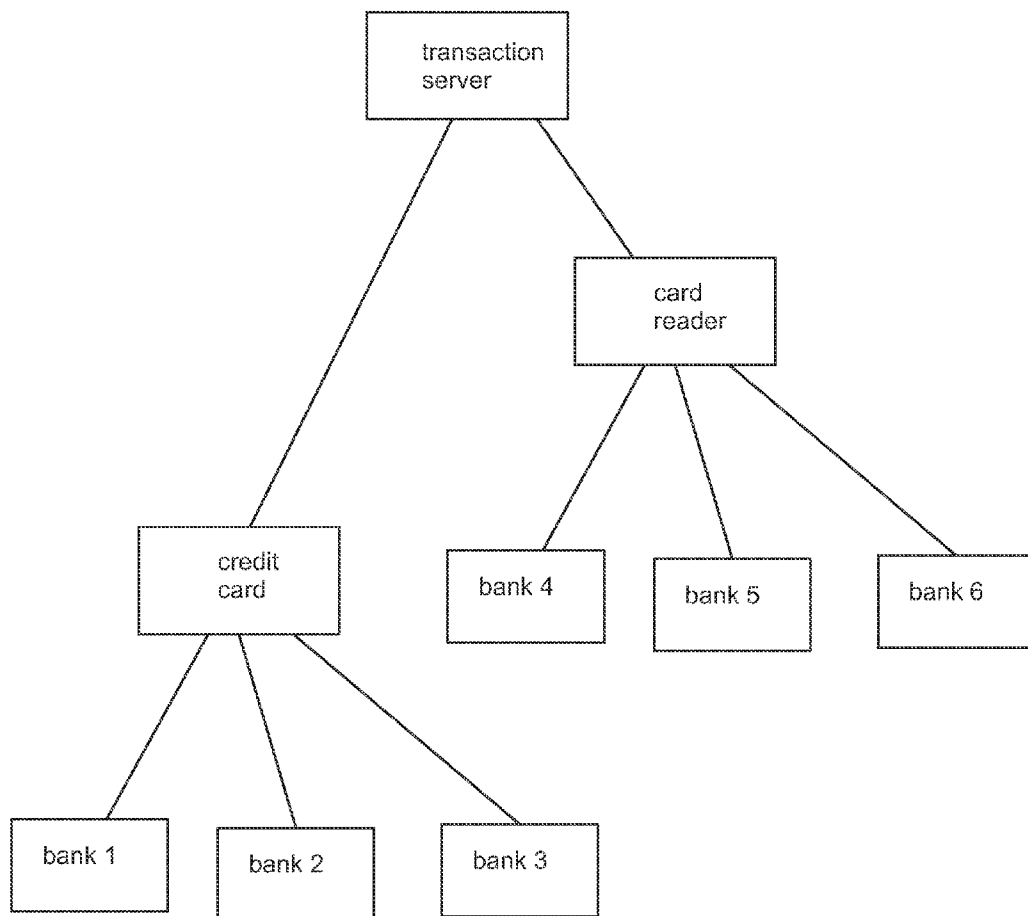 transaction
server
card
reader
credit
card
bank 4
bank 5
bank 6
bank 1
bank 2
bank 3